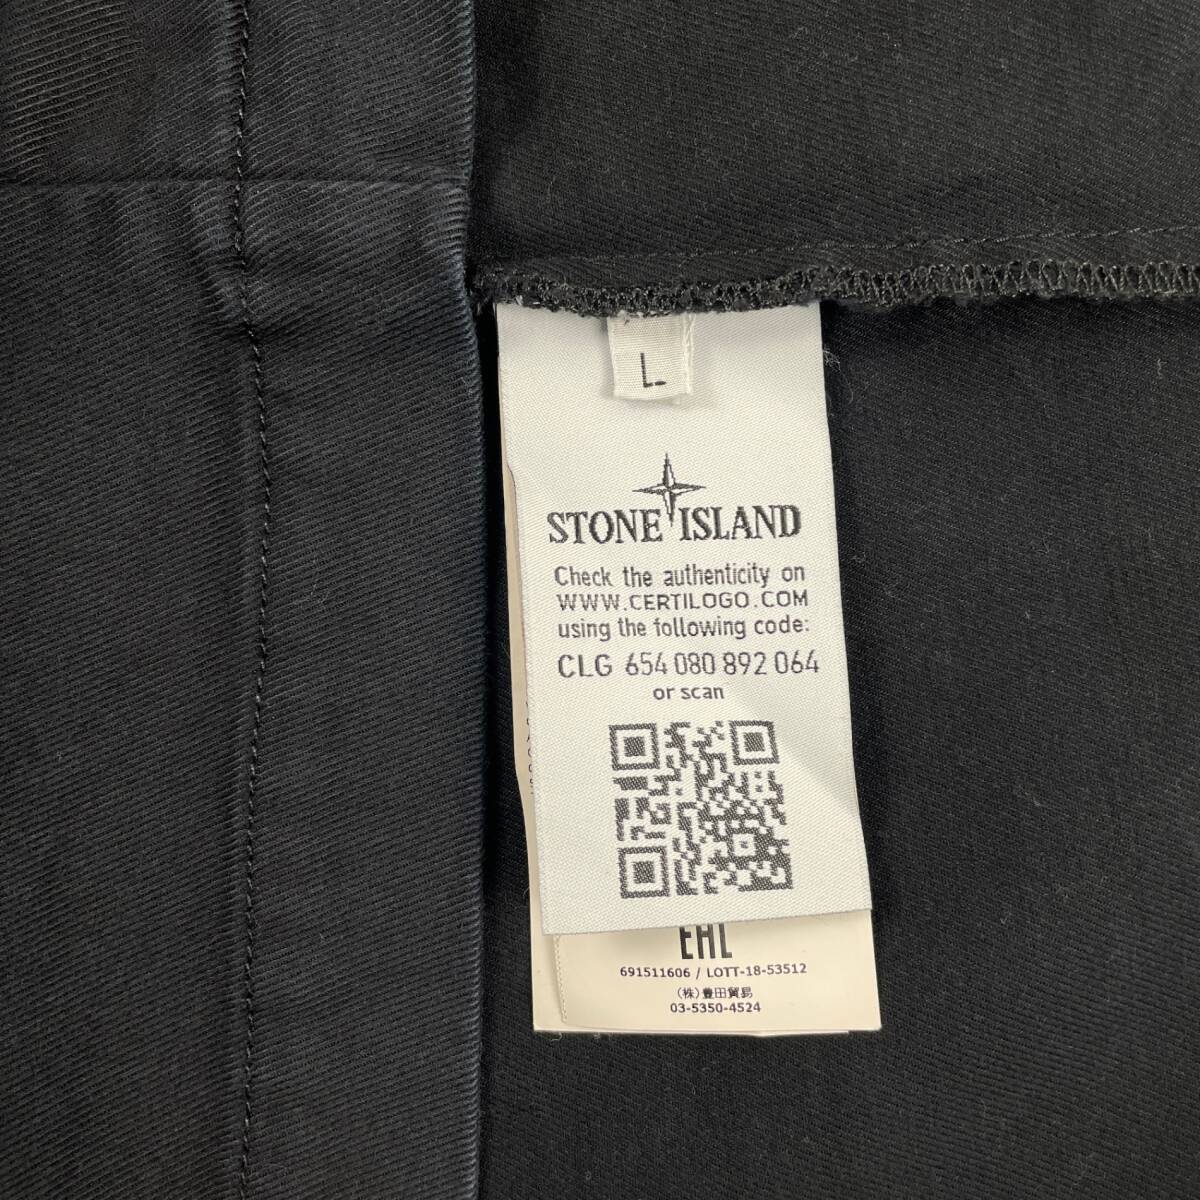 L
STONE ISLAND
Check the authenticity on
WWW.CERTILOGO.COM
using the following code:
CLG 654 080 892 064
or scan
EAC
691511606 / LOTT-18-53512
(株)豊田貿易
03-5350-4524